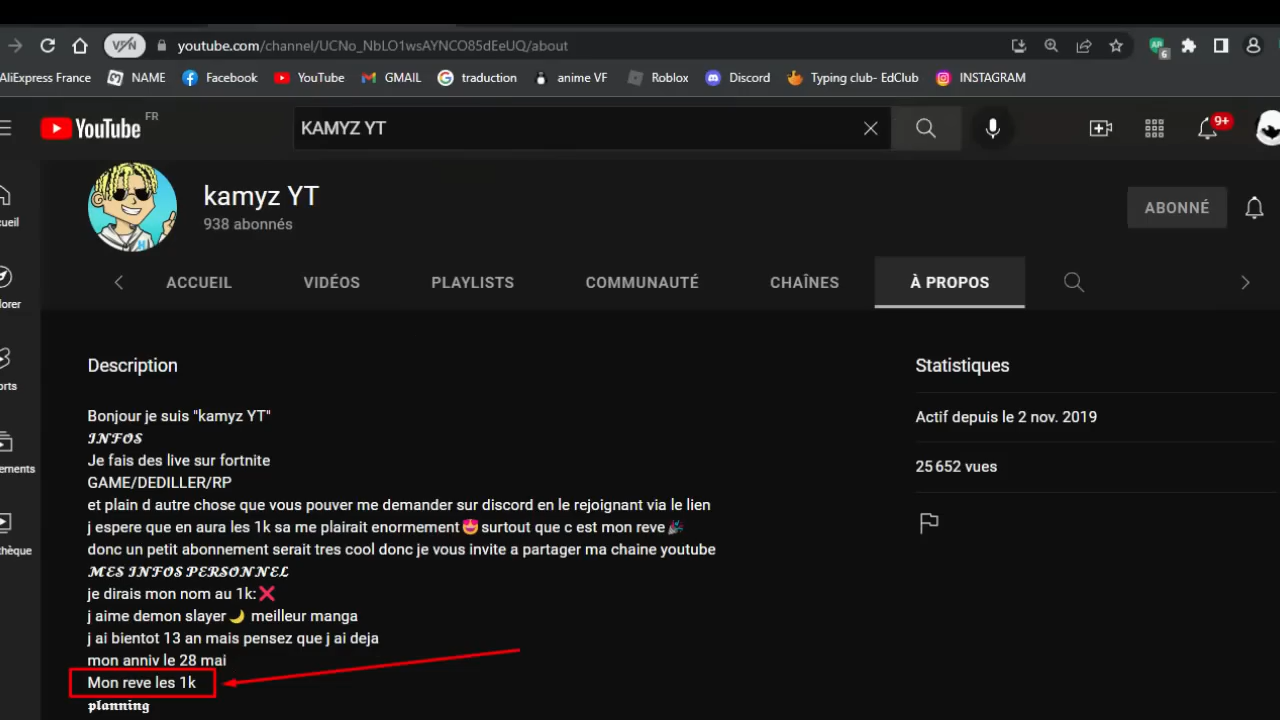 VPN
youtube.com/channel/UCNo_NbLO1wsAYNCO85dEeUQ/about
6
AliExpress France NAME Facebook YouTube GMAIL traduction anime VF Roblox Discord Typing club- EdClub INSTAGRAM
YouTube FR
KAMYZ YT
9+
kamyz YT
938 abonnés
ABONNÉ
cueil
lorer
orts
ements
othèque
ACCUEIL VIDÉOS PLAYLISTS COMMUNAUTÉ CHAÎNES À PROPOS
Description
Bonjour je suis "kamyz YT"
𝓘𝓝𝓕𝓞𝓢
Je fais des live sur fortnite
GAME/DEDILLER/RP
et plain d autre chose que vous pouver me demander sur discord en le rejoignant via le lien
j espere que en aura les 1k sa me plairait enormement🤩surtout que c est mon reve🎉
donc un petit abonnement serait tres cool donc je vous invite a partager ma chaine youtube
𝓜𝓔𝓢 𝓘𝓝𝓕𝓞𝓢 𝓟𝓔𝓡𝓢𝓞𝓝𝓝𝓔𝓛
je dirais mon nom au 1k:❌
j aime demon slayer🌙 meilleur manga
j ai bientot 13 an mais pensez que j ai deja
mon anniv le 28 mai
Mon reve les 1k
𝖕𝖑𝖆𝖓𝖓𝖎𝖓𝖌
Statistiques
Actif depuis le 2 nov. 2019
25 652 vues